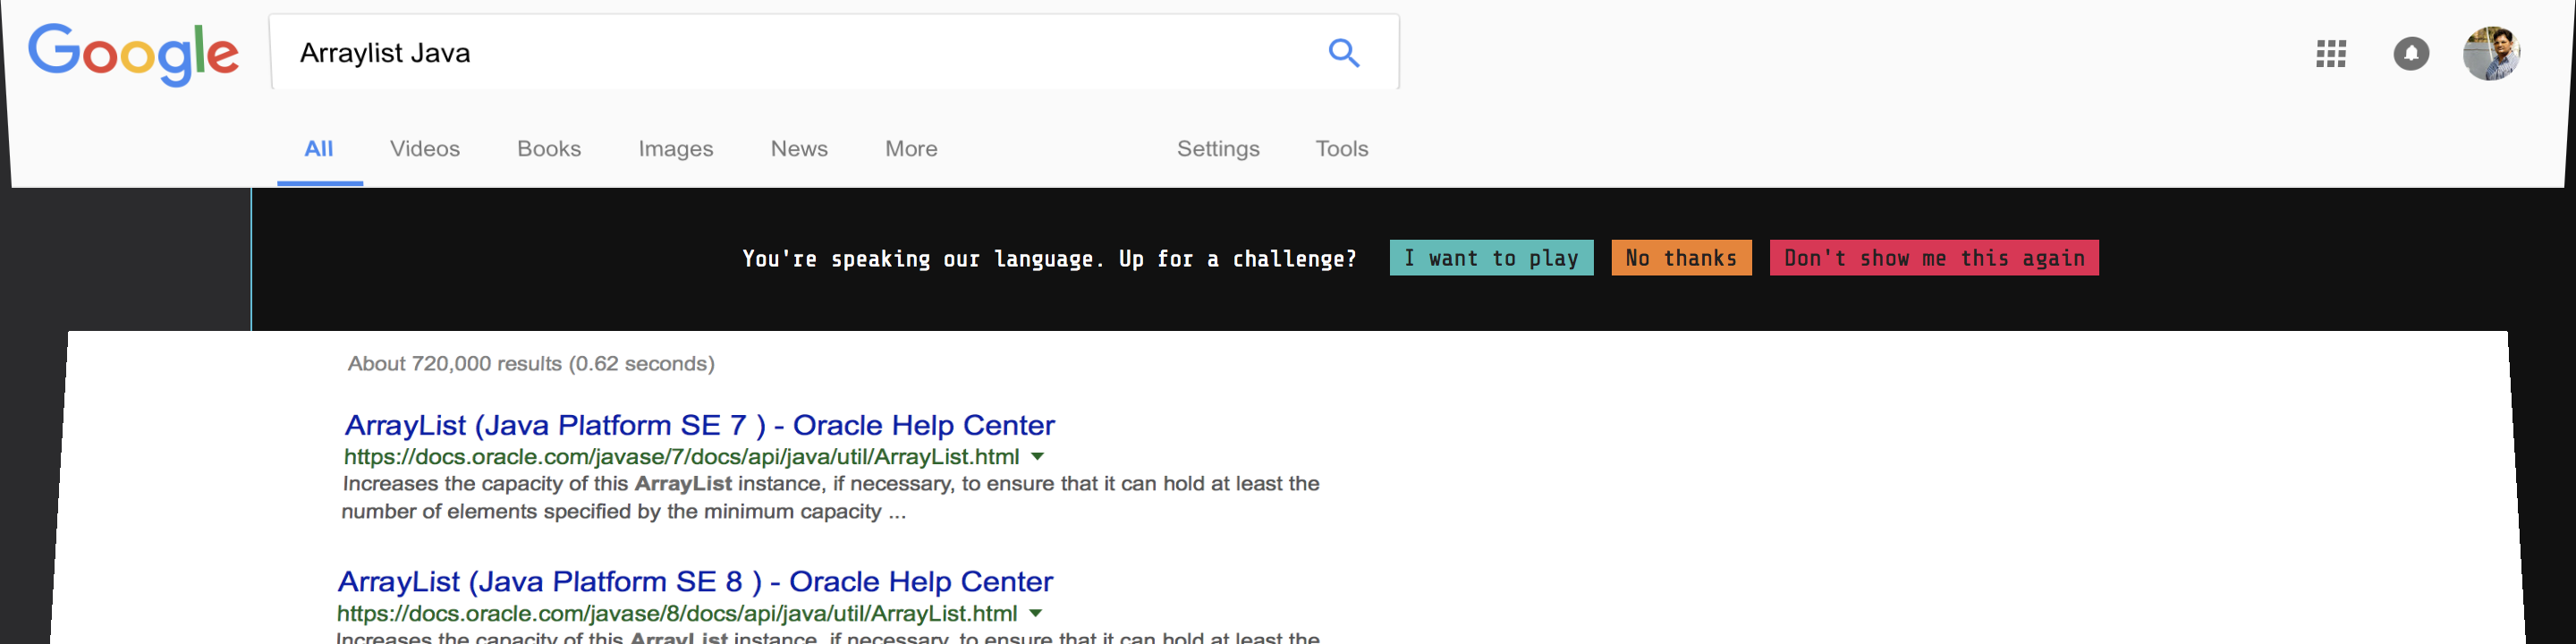 Google
Arraylist Java
All Videos Books Images News More Settings Tools
You're speaking our language. Up for a challenge? I want to play No thanks Don't show me this again
About 720,000 results (0.62 seconds)
ArrayList (Java Platform SE 7 ) - Oracle Help Center
https://docs.oracle.com/javase/7/docs/api/java/util/ArrayList.html
Increases the capacity of this ArrayList instance, if necessary, to ensure that it can hold at least the
number of elements specified by the minimum capacity ...
ArrayList (Java Platform SE 8 ) - Oracle Help Center
https://docs.oracle.com/javase/8/docs/api/java/util/ArrayList.html
Increases the capacity of this ArrayList instance, if necessary, to ensure that it can hold at least the